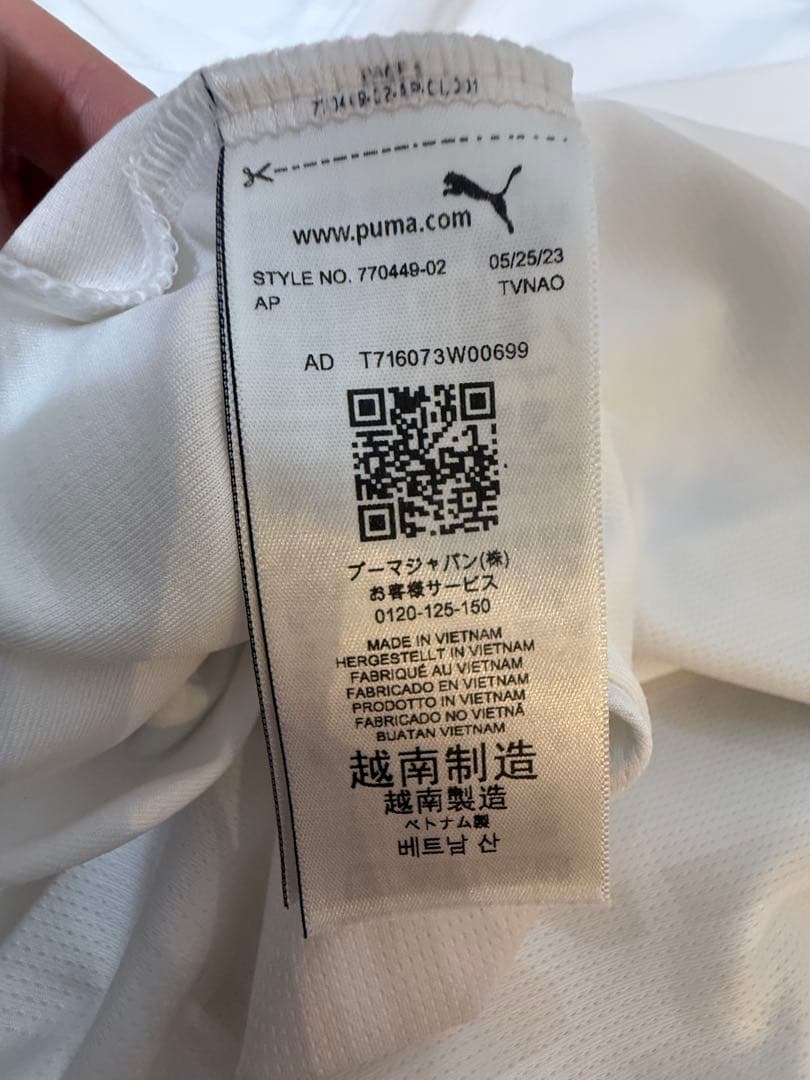 www.puma.com
STYLE NO. 770449-02 05/25/23
AP TVNAO
AD T716073W00699
プーマジャパン(株)
お客様サービス
0120-125-150
MADE IN VIETNAM
HERGESTELLT IN VIETNAM
FABRIQUÉ AU VIETNAM
FABRICADO EN VIETNAM
PRODOTTO IN VIETNAM
FABRICADO NO VIETNÃ
BUATAN VIETNAM
越南制造
越南製造
ベトナム製
베트남 산